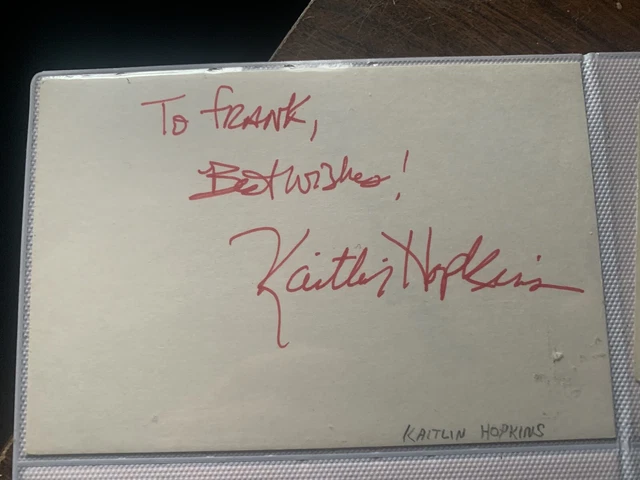 To FRANK,
Best Wishes!
Kaitlin Hopkins
KAITLIN HOPKINS